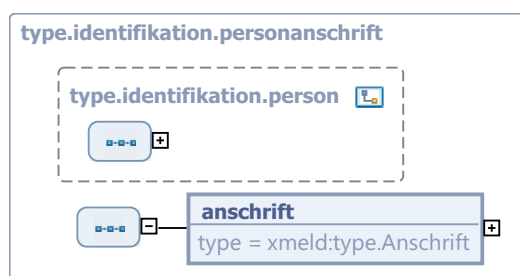 type.identifikation.personanschrift
type.identifikation.person
anschrift
type = xmeld:type.Anschrift